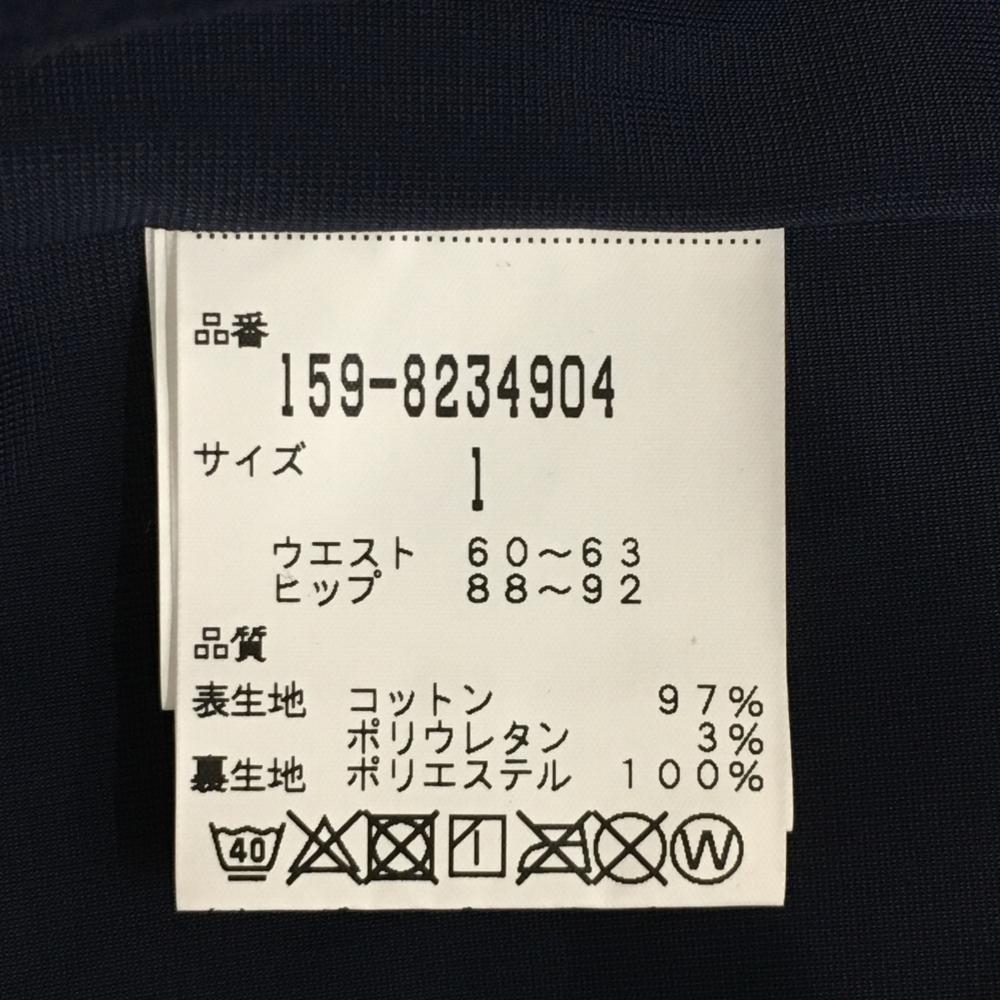 品番
159-8234904
サイズ 1
ウエスト 60～63
ヒップ 88～92
品質
表生地 コットン 97%
ポリウレタン 3%
裏生地 ポリエステル 100%
40 W